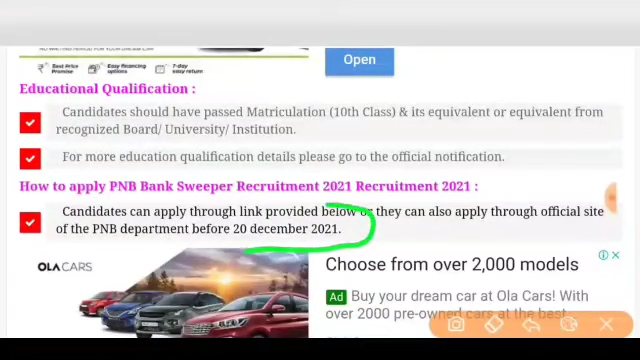 Best Price Promise
Easy financing options
7-day easy return
Open
Educational Qualification :
Candidates should have passed Matriculation (10th Class) & its equivalent or equivalent from
recognized Board/ University/ Institution.
For more education qualification details please go to the official notification.
How to apply PNB Bank Sweeper Recruitment 2021 Recruitment 2021 :
Candidates can apply through link provided below or they can also apply through official site
of the PNB department before 20 december 2021.
OLA CARS
Choose from over 2,000 models
Ad Buy your dream car at Ola Cars! With
over 2000 pre-owned cars at the best